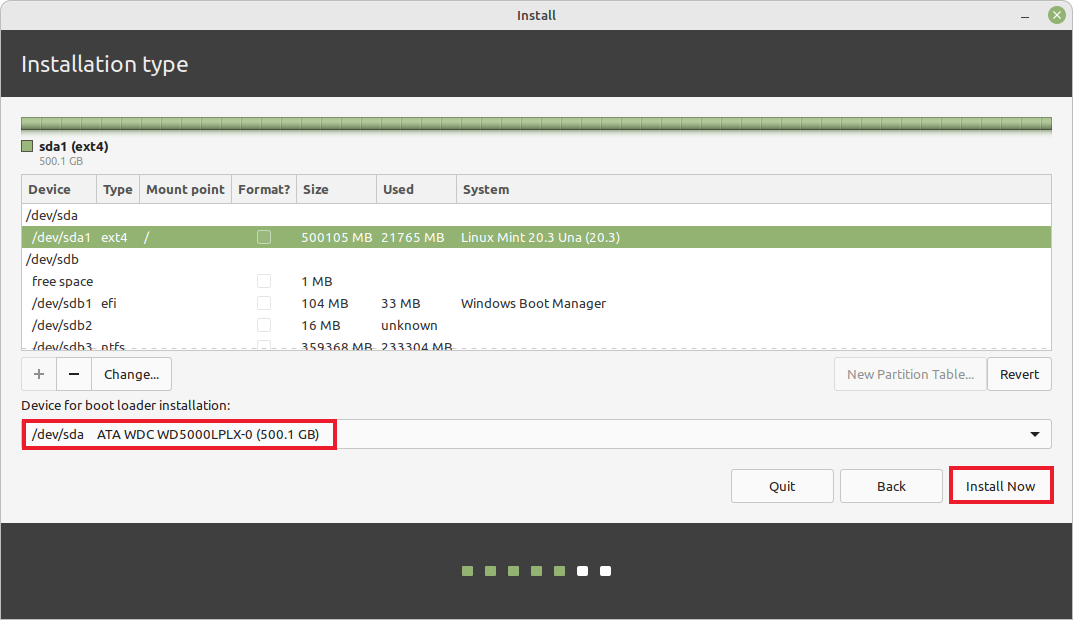 Install
Installation type
sda1 (ext4)
500.1 GB
Device Type Mount point Format? Size Used System
/dev/sda
/dev/sda1 ext4 / 500105 MB 21765 MB Linux Mint 20.3 Una (20.3)
/dev/sdb
free space 1 MB
/dev/sdb1 efi 104 MB 33 MB Windows Boot Manager
/dev/sdb2 16 MB unknown
/dev/sdb3 ntfs 359368 MB 233304 MB
+ − Change... New Partition Table... Revert
Device for boot loader installation:
/dev/sda ATA WDC WD5000LPLX-0 (500.1 GB)
Quit Back Install Now